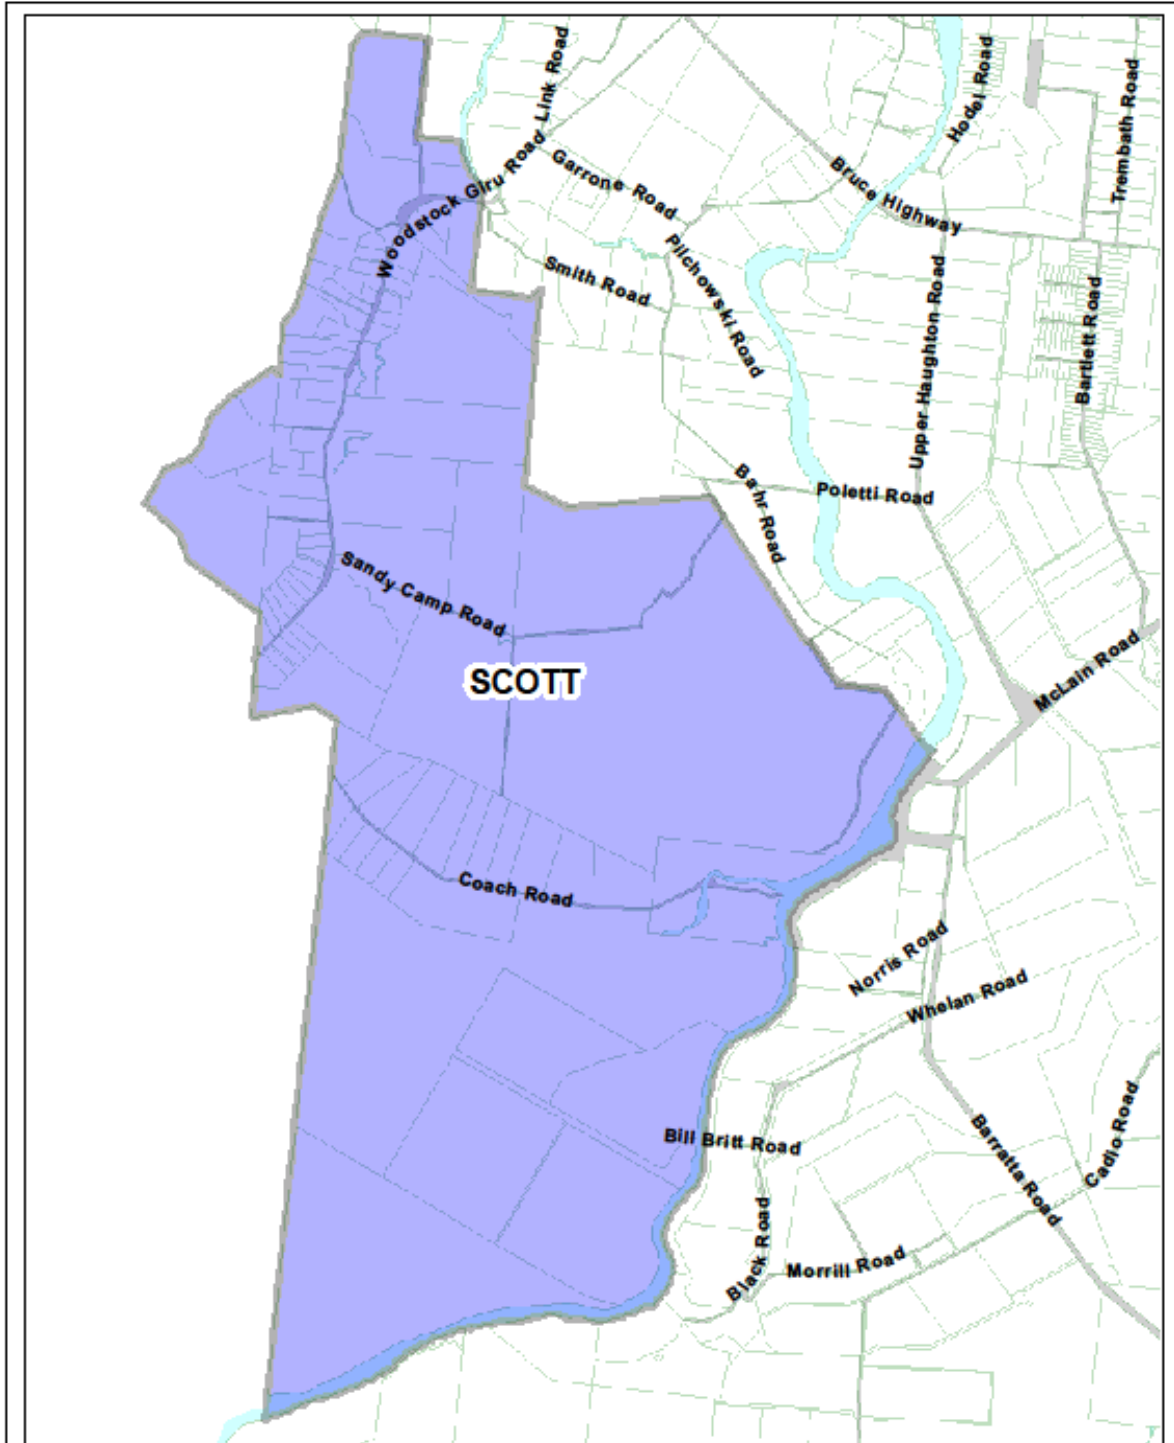 Link Road
Hodel Road
Trembath Road
Woodstock Giru Road
Garrone Road
Bruce Highway
Smith Road
Pilchowski Road
Upper Haughton Road
Bartlett Road
Bahr Road
Poletti Road
Sandy Camp Road
SCOTT
McLain Road
Coach Road
Norris Road
Whelan Road
Bill Britt Road
Barratta Road
Cadio Road
Black Road
Morrill Road